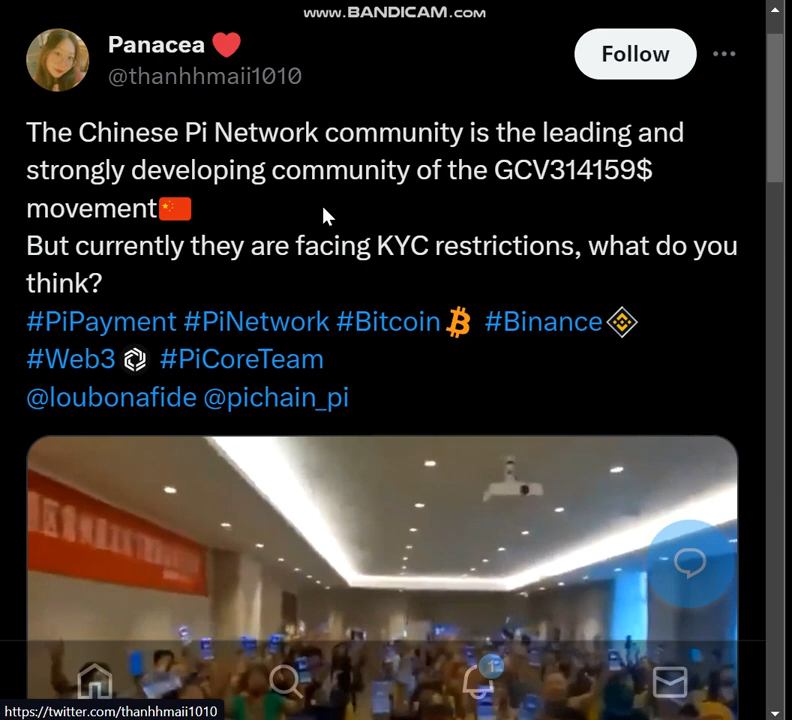 www.BANDICAM.com
Panacea
@thanhhmaii1010
Follow
The Chinese Pi Network community is the leading and
strongly developing community of the GCV314159$
movement🇨🇳
But currently they are facing KYC restrictions, what do you
think?
#PiPayment #PiNetwork #Bitcoin #Binance
#Web3 #PiCoreTeam
@loubonafide @pichain_pi
1
https://twitter.com/thanhhmaii1010